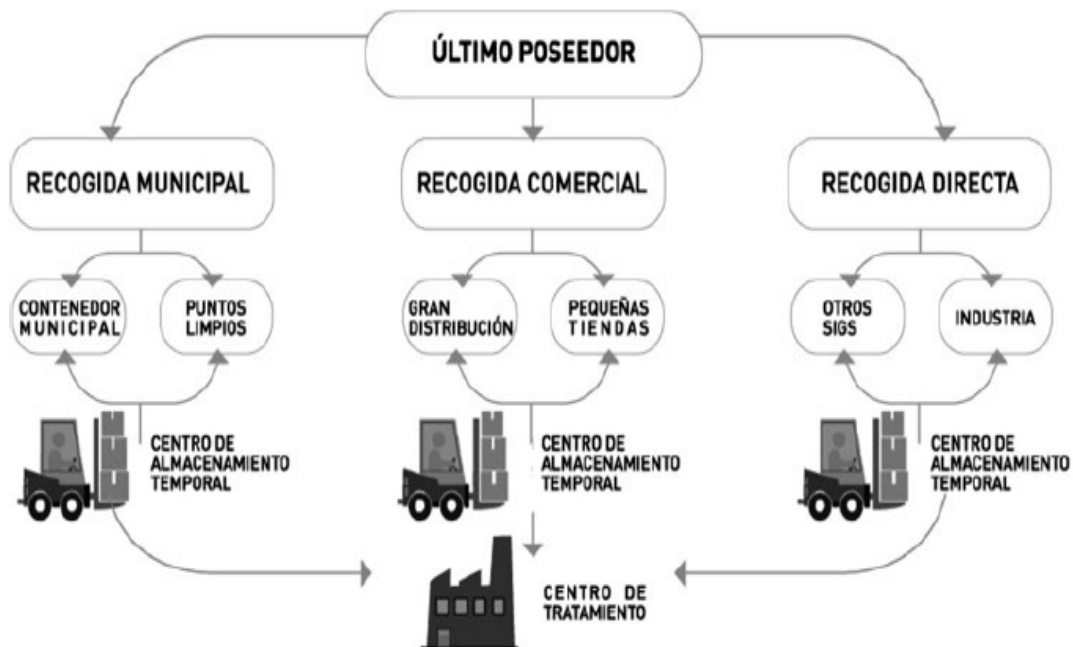 ÚLTIMO POSEEDOR
RECOGIDA MUNICIPAL
RECOGIDA COMERCIAL
RECOGIDA DIRECTA
CONTENEDOR
MUNICIPAL
PUNTOS
LIMPIOS
GRAN
DISTRIBUCIÓN
PEQUEÑAS
TIENDAS
OTROS
SIGS
INDUSTRIA
CENTRO DE
ALMACENAMIENTO
TEMPORAL
CENTRO DE
ALMACENAMIENTO
TEMPORAL
CENTRO DE
ALMACENAMIENTO
TEMPORAL
CENTRO DE
TRATAMIENTO